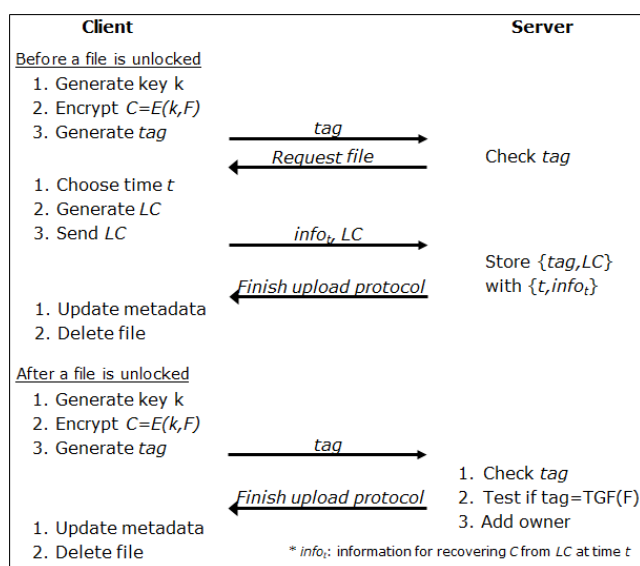 Client Server
Before a file is unlocked
1. Generate key k
2. Encrypt C=E(k,F)
3. Generate tag
tag
Request file
Check tag
1. Choose time t
2. Generate LC
3. Send LC
infoₜ, LC
Store {tag,LC}
with {t,infoₜ}
Finish upload protocol
1. Update metadata
2. Delete file
After a file is unlocked
1. Generate key k
2. Encrypt C=E(k,F)
3. Generate tag
tag
1. Check tag
Finish upload protocol
2. Test if tag=TGF(F)
3. Add owner
1. Update metadata
2. Delete file
* infoₜ: information for recovering C from LC at time t